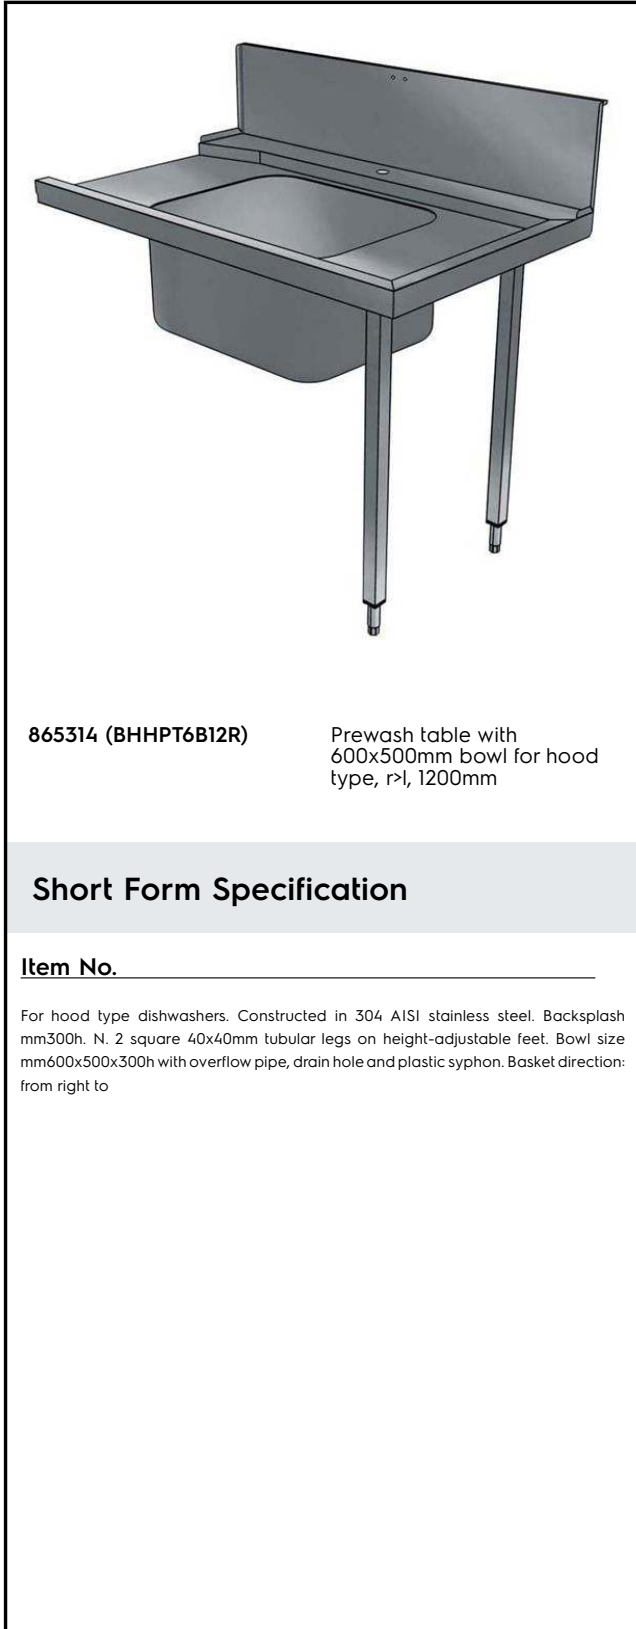 865314 (BHHPT6B12R)
Prewash table with
600x500mm bowl for hood
type, r>l, 1200mm
Short Form Specification
Item No.
For hood type dishwashers. Constructed in 304 AISI stainless steel. Backsplash
mm300h. N. 2 square 40x40mm tubular legs on height-adjustable feet. Bowl size
mm600x500x300h with overflow pipe, drain hole and plastic syphon. Basket direction:
from right to